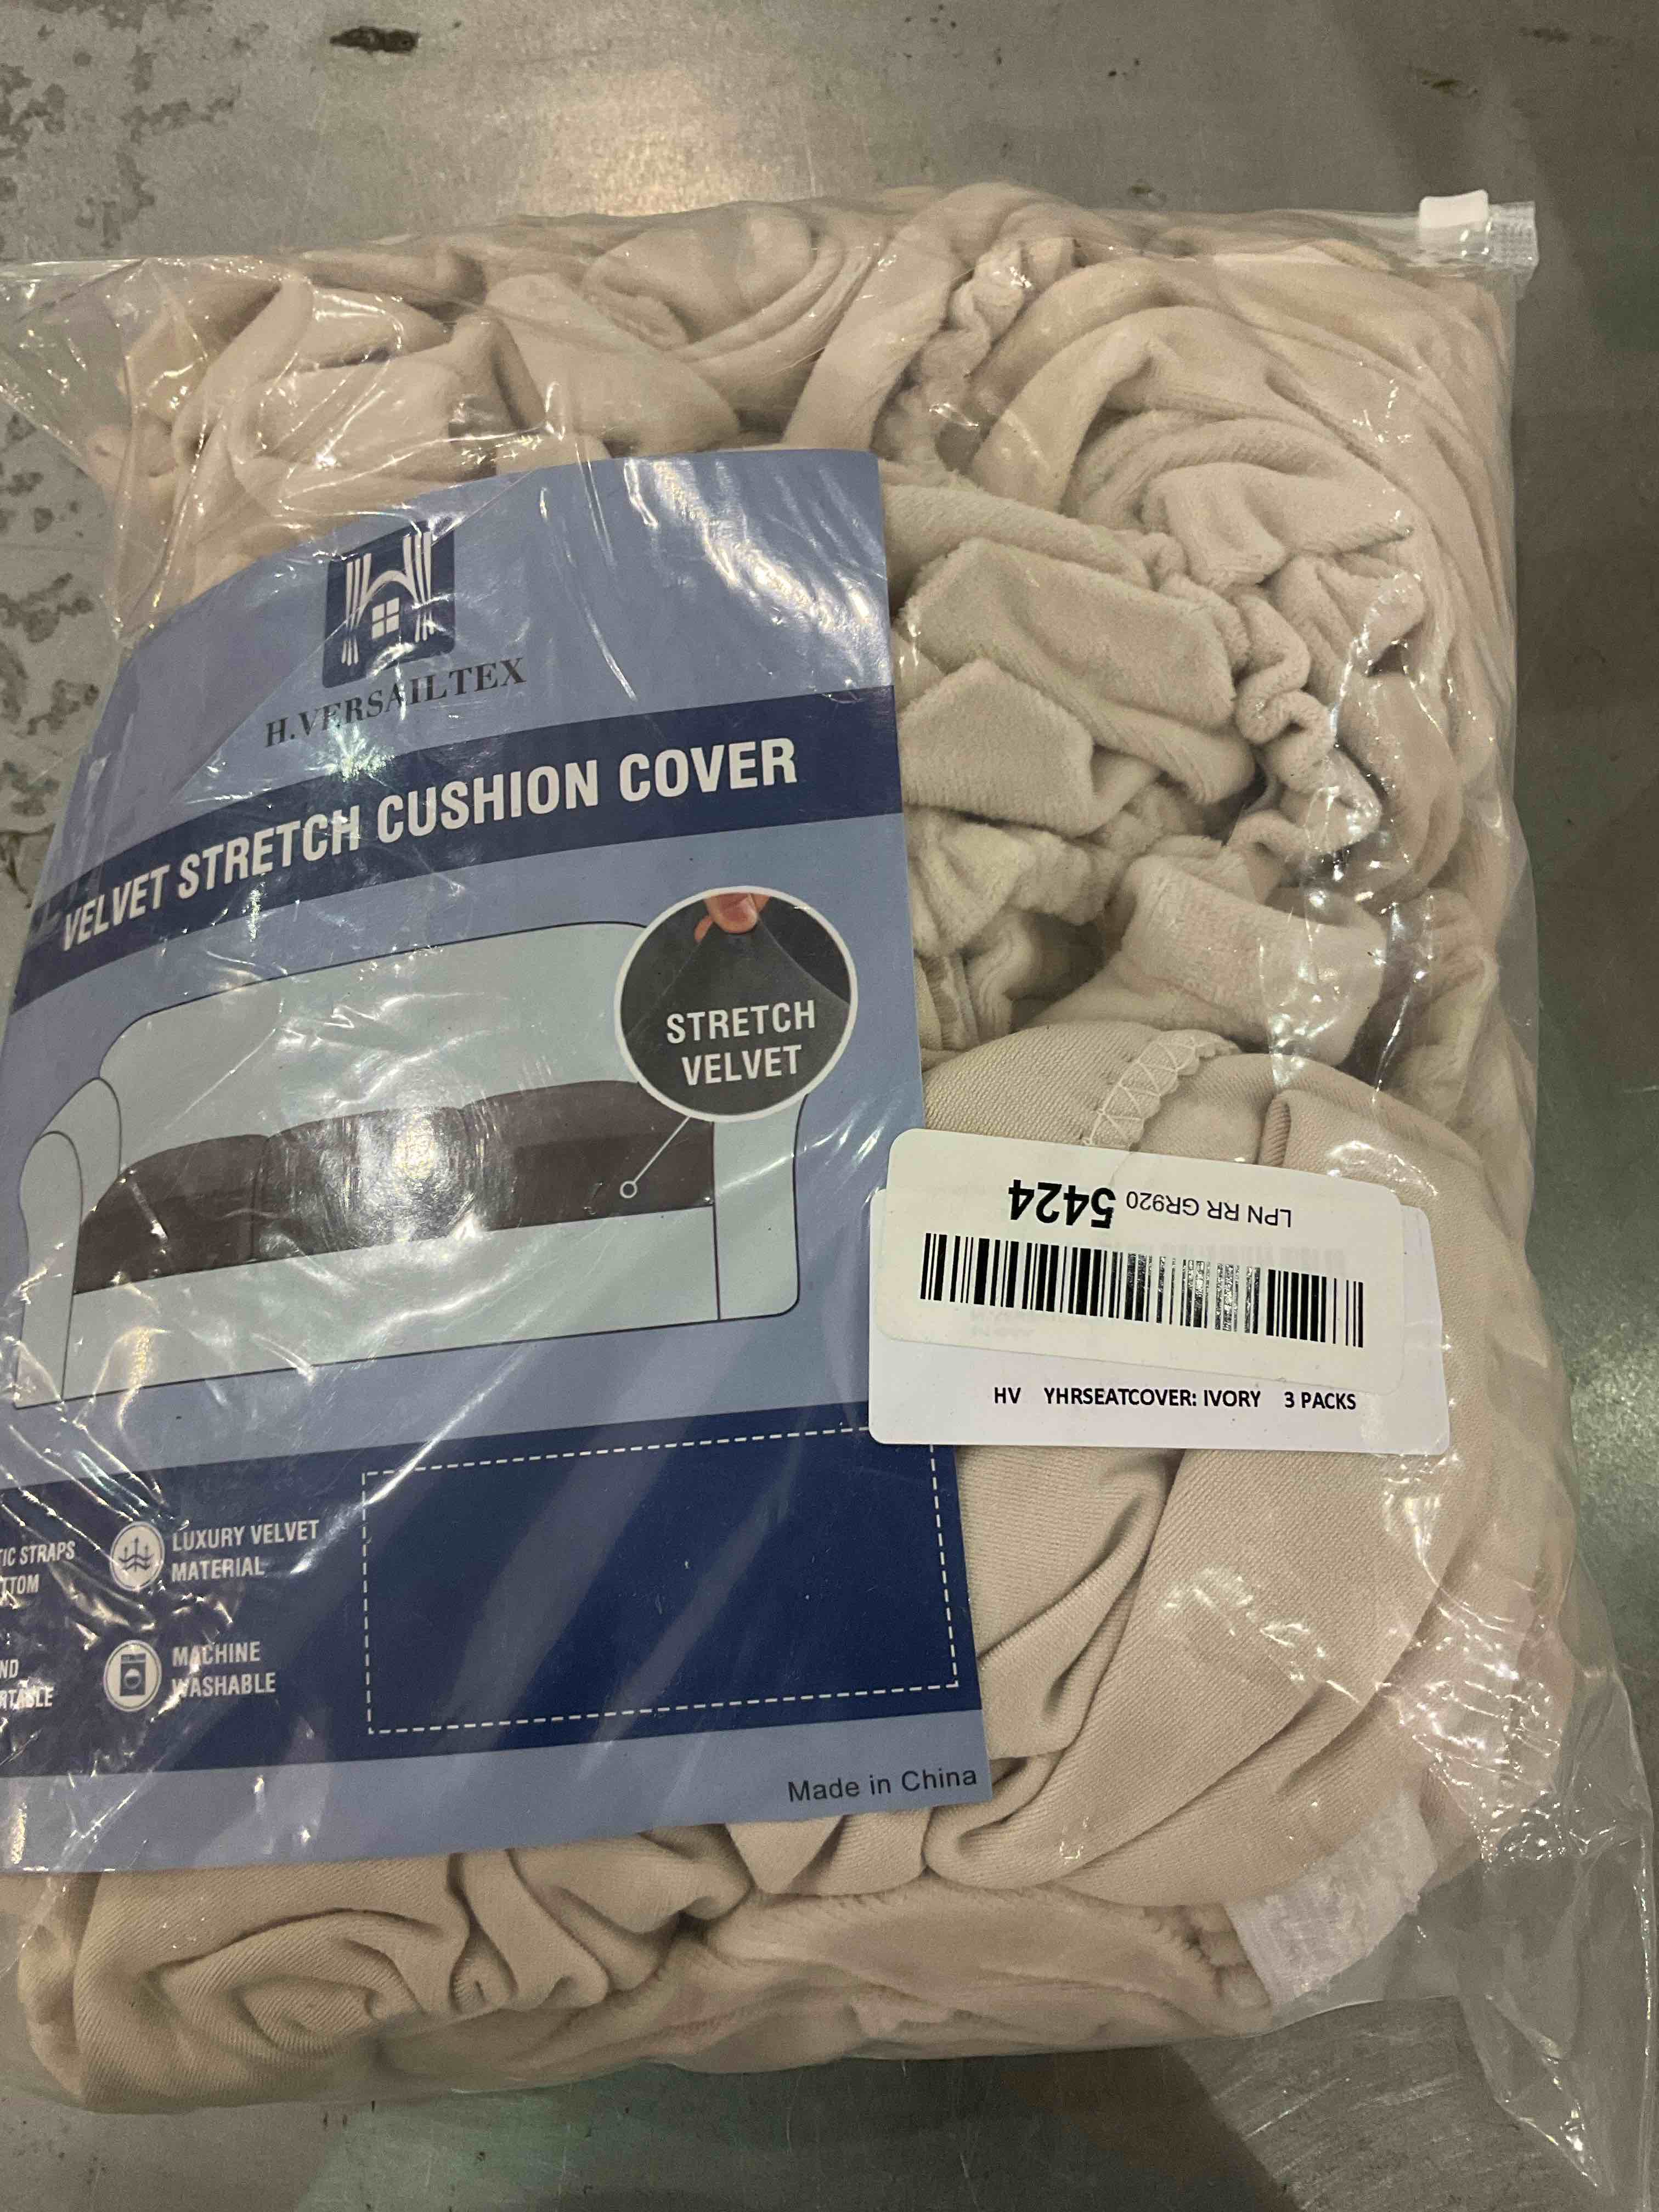 H.VERSAILTEX
VELVET STRETCH CUSHION COVER
STRETCH
VELVET
LPN RR GR920 5424
HV YHRSEATCOVER: IVORY 3 PACKS
STRAPS
LUXURY VELVET
MATERIAL
MACHINE
WASHABLE
Made in China